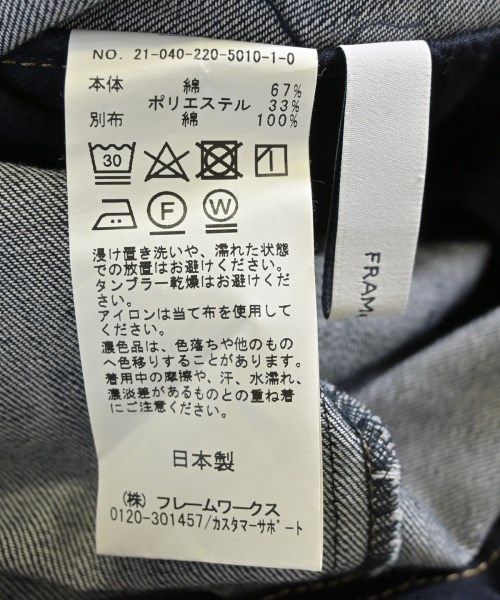 NO. 21-040-220-5010-1-0
本体 綿 67%
ポリエステル 33%
別布 綿 100%
30
F W
浸け置き洗いや、濡れた状態
での放置はお避けください。
タンブラー乾燥はお避けくだ
さい。
アイロンは当て布を使用して
ください。
濃色品は、色落ちや他のもの
へ色移りすることがあります。
着用中の摩擦や、汗、水濡れ、
濃淡差があるものとの重ね着
にご注意ください。
日本製
(株) フレームワークス
0120-301457/カスタマーサポート
FRAM